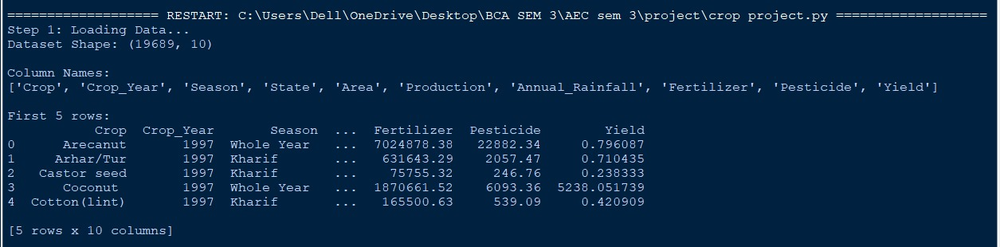 =================== RESTART: C:\Users\Dell\OneDrive\Desktop\BCA SEM 3\AEC sem 3\project\crop project.py ===================
Step 1: Loading Data...
Dataset Shape: (19689, 10)

Column Names:
['Crop', 'Crop_Year', 'Season', 'State', 'Area', 'Production', 'Annual_Rainfall', 'Fertilizer', 'Pesticide', 'Yield']

First 5 rows:
           Crop  Crop_Year       Season  ...  Fertilizer  Pesticide        Yield
0      Arecanut       1997  Whole Year   ...  7024878.38   22882.34     0.796087
1     Arhar/Tur       1997  Kharif       ...   631643.29    2057.47     0.710435
2   Castor seed       1997  Kharif       ...    75755.32     246.76     0.238333
3      Coconut        1997  Whole Year   ...  1870661.52    6093.36  5238.051739
4  Cotton(lint)       1997  Kharif       ...   165500.63     539.09     0.420909

[5 rows x 10 columns]